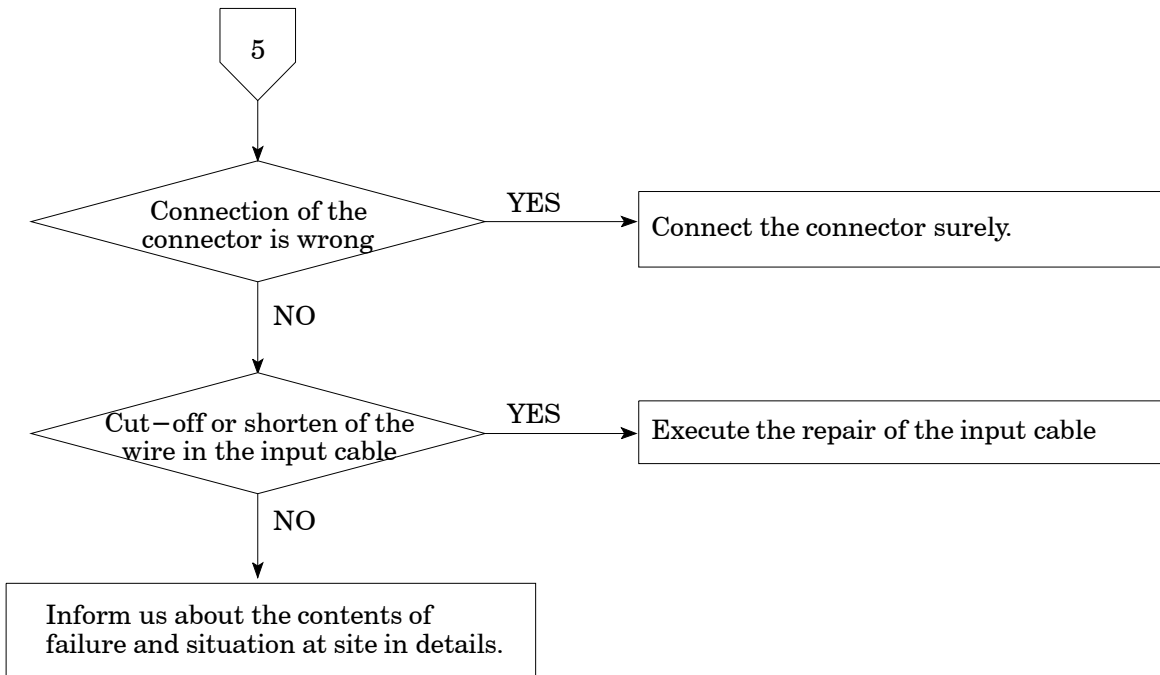 5
Connection of the
connector is wrong
YES
Connect the connector surely.
NO
Cut−off or shorten of the
wire in the input cable
YES
Execute the repair of the input cable
NO
Inform us about the contents of
failure and situation at site in details.